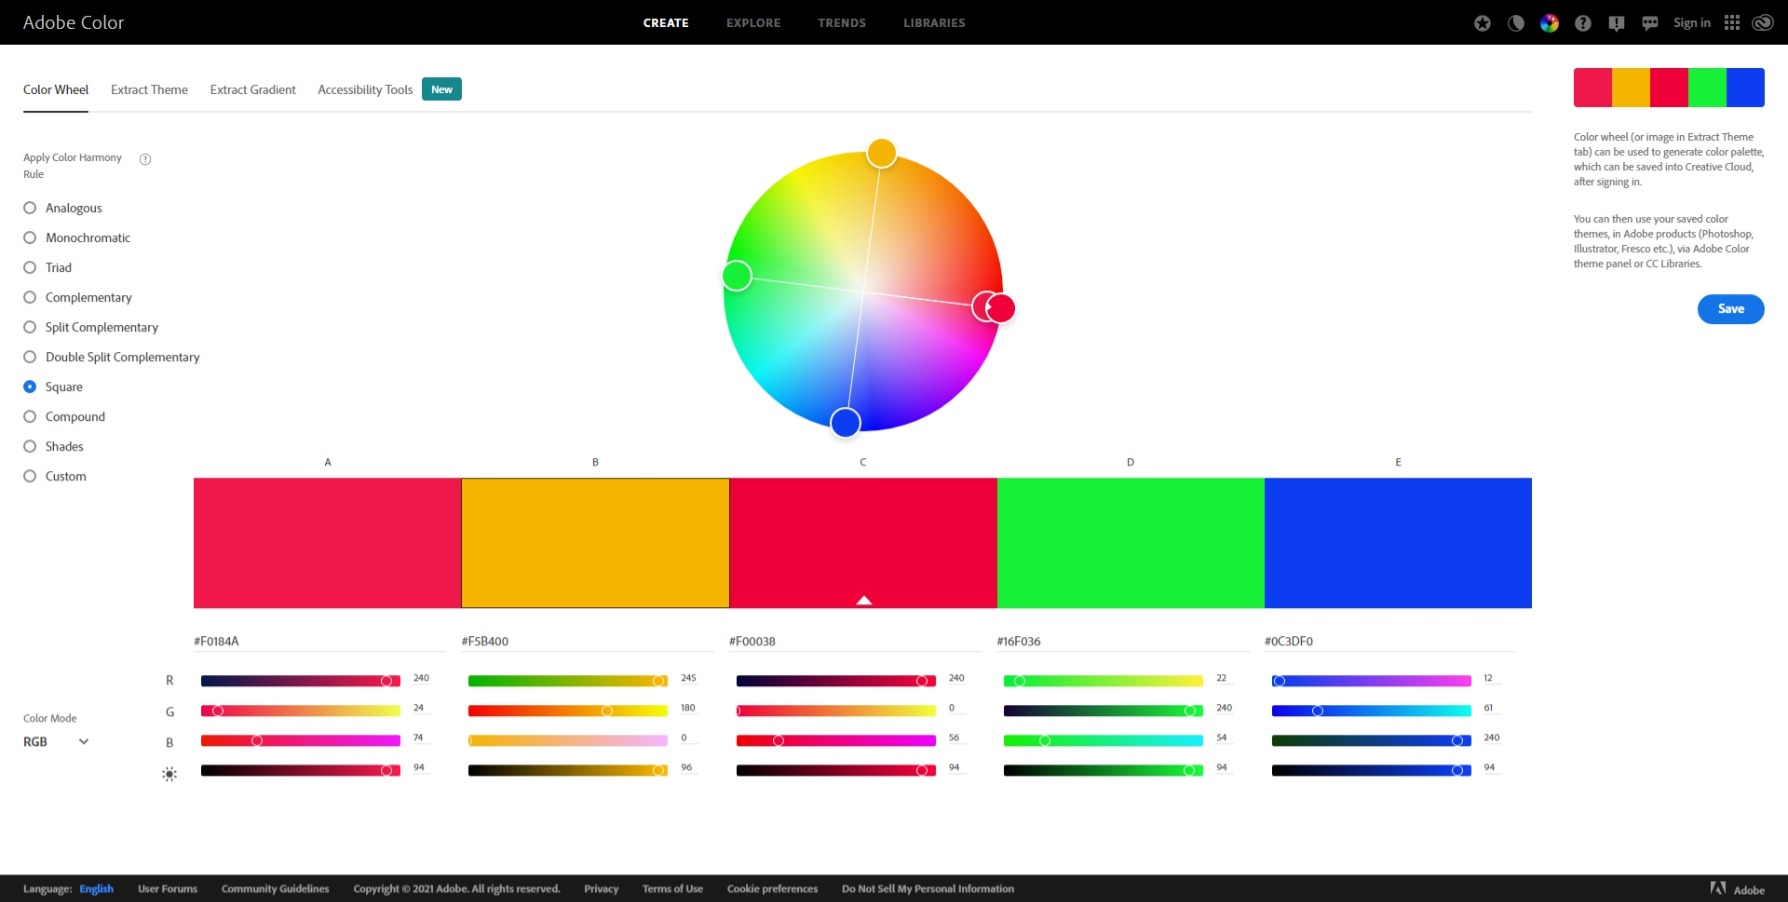 Adobe Color
CREATE
EXPLORE
TRENDS
LIBRARIES
Sign in
Color Wheel
Extract Theme
Extract Gradient
Accessibility Tools
New
Apply Color Harmony
Rule
Analogous
Monochromatic
Triad
Complementary
Split Complementary
Double Split Complementary
Square
Compound
Shades
Custom
Color wheel (or image in Extract Theme
tab) can be used to generate color palette,
which can be saved into Creative Cloud,
after signing in.
You can then use your saved color
themes, in Adobe products (Photoshop,
Illustrator, Fresco etc.), via Adobe Color
theme panel or CC Libraries.
Save
A B C D E
#F0184A #F5B400 #F00038 #16F036 #0C3DF0
R 240 245 240 22 12
G 24 180 0 240 61
B 74 0 56 54 240
94 96 94 94 94
Color Mode
RGB
Language: English
User Forums
Community Guidelines
Copyright © 2021 Adobe. All rights reserved.
Privacy
Terms of Use
Cookie preferences
Do Not Sell My Personal Information
Adobe